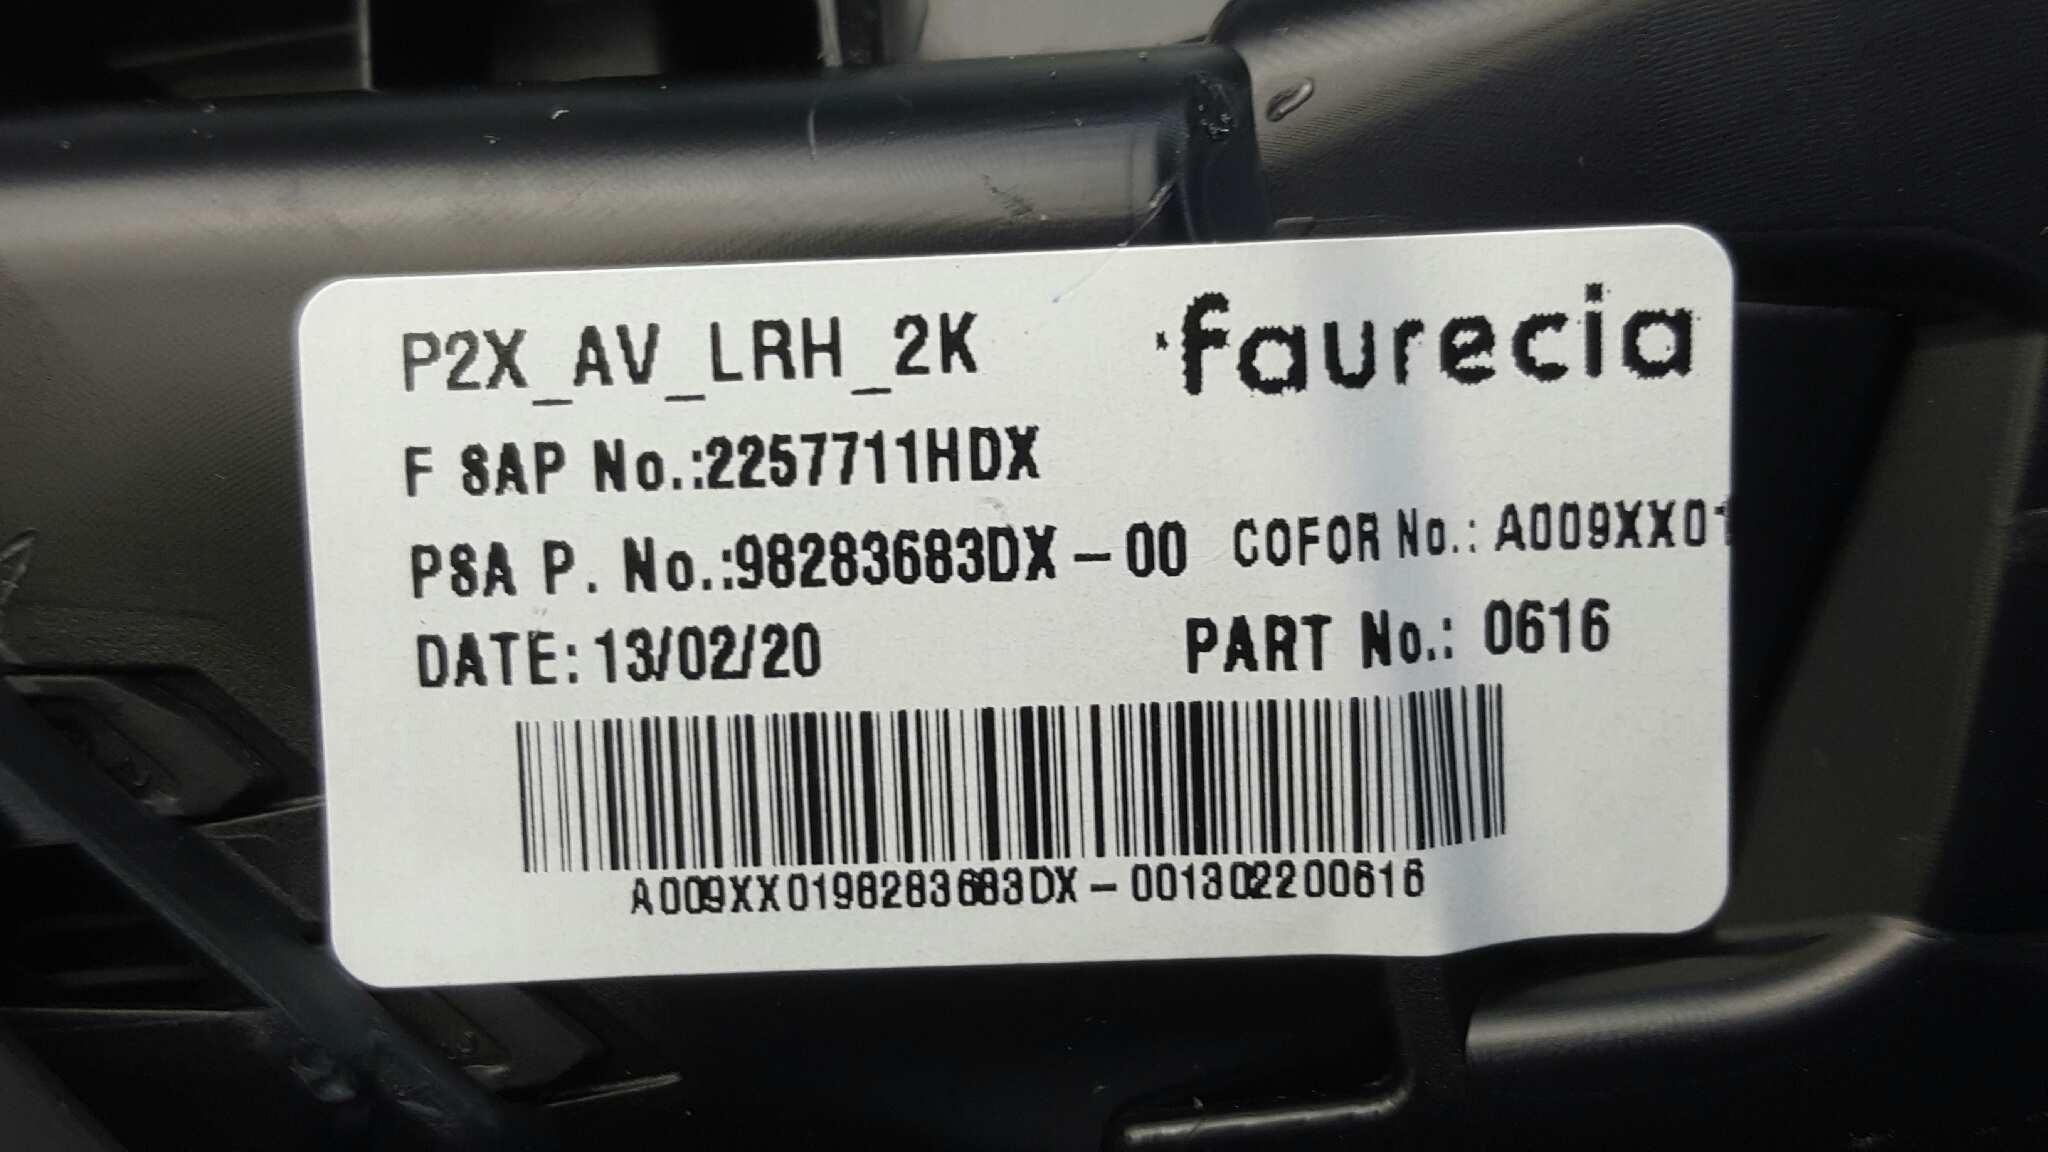 P2X_AV_LRH_2K
faurecia
F SAP No.:2257711HDX
PSA P. No.:98283683DX-00 COFOR No.: A009XX01
DATE: 13/02/20 PART No.: 0616
A009XX0198283683DX-001302200616